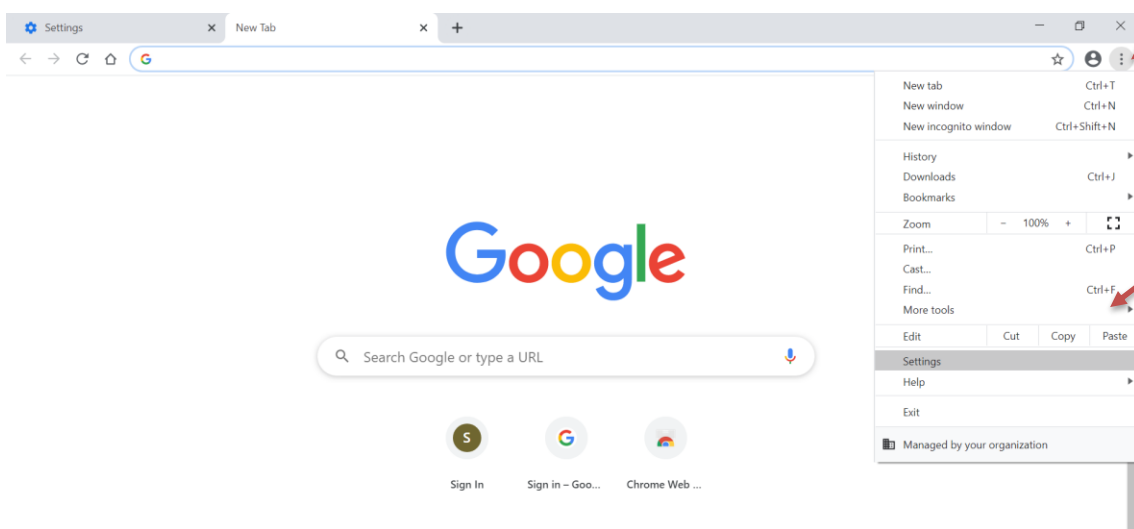 Settings New Tab
New tab Ctrl+T
New window Ctrl+N
New incognito window Ctrl+Shift+N
History
Downloads Ctrl+J
Bookmarks
Zoom − 100% +
Print... Ctrl+P
Cast...
Find... Ctrl+F
More tools
Edit Cut Copy Paste
Settings
Help
Exit
Managed by your organization
Google
Search Google or type a URL
S G
Sign In Sign in – Goo... Chrome Web ...